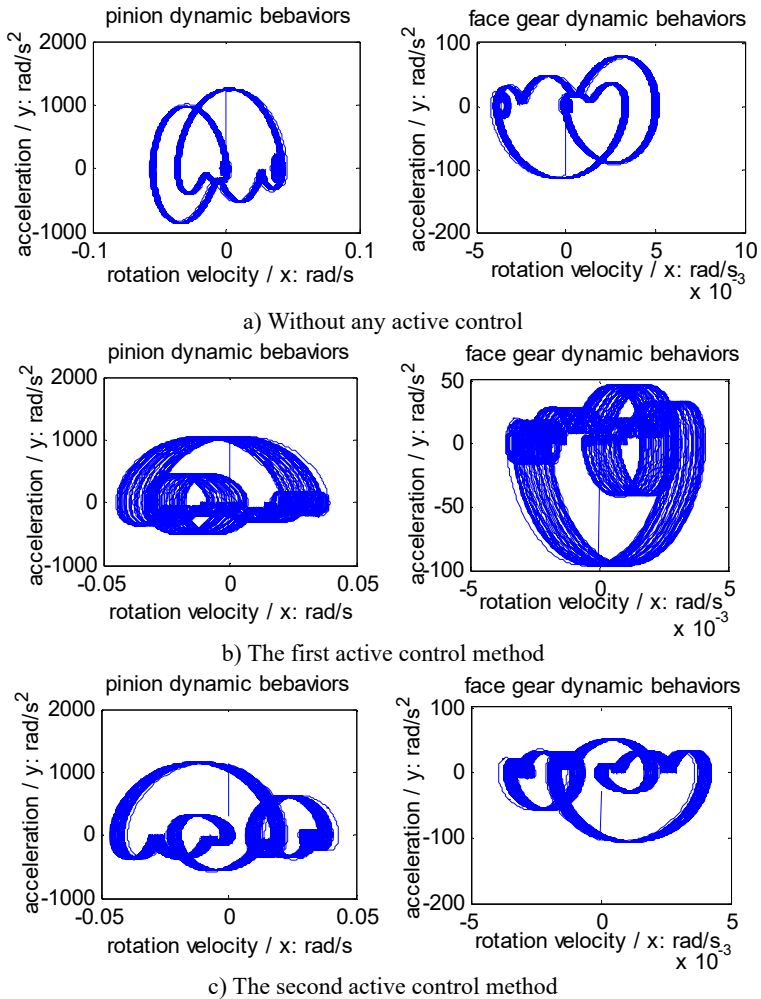 pinion dynamic bebaviors
face gear dynamic behaviors
acceleration / y: rad/s²
2000
1000
0
-1000
-0.1
0
0.1
rotation velocity / x: rad/s
acceleration / y: rad/s²
100
0
-100
-200
-5
0
5
10
rotation velocity / x: rad/s
x 10⁻³
a) Without any active control
pinion dynamic bebaviors
face gear dynamic behaviors
acceleration / y: rad/s²
2000
1000
0
-1000
-0.05
0
0.05
rotation velocity / x: rad/s
acceleration / y: rad/s²
50
0
-50
-100
-5
0
5
rotation velocity / x: rad/s
x 10⁻³
b) The first active control method
pinion dynamic bebaviors
face gear dynamic behaviors
acceleration / y: rad/s²
2000
1000
0
-1000
-0.05
0
0.05
rotation velocity / x: rad/s
acceleration / y: rad/s²
100
0
-100
-200
-5
0
5
rotation velocity / x: rad/s
x 10⁻³
c) The second active control method